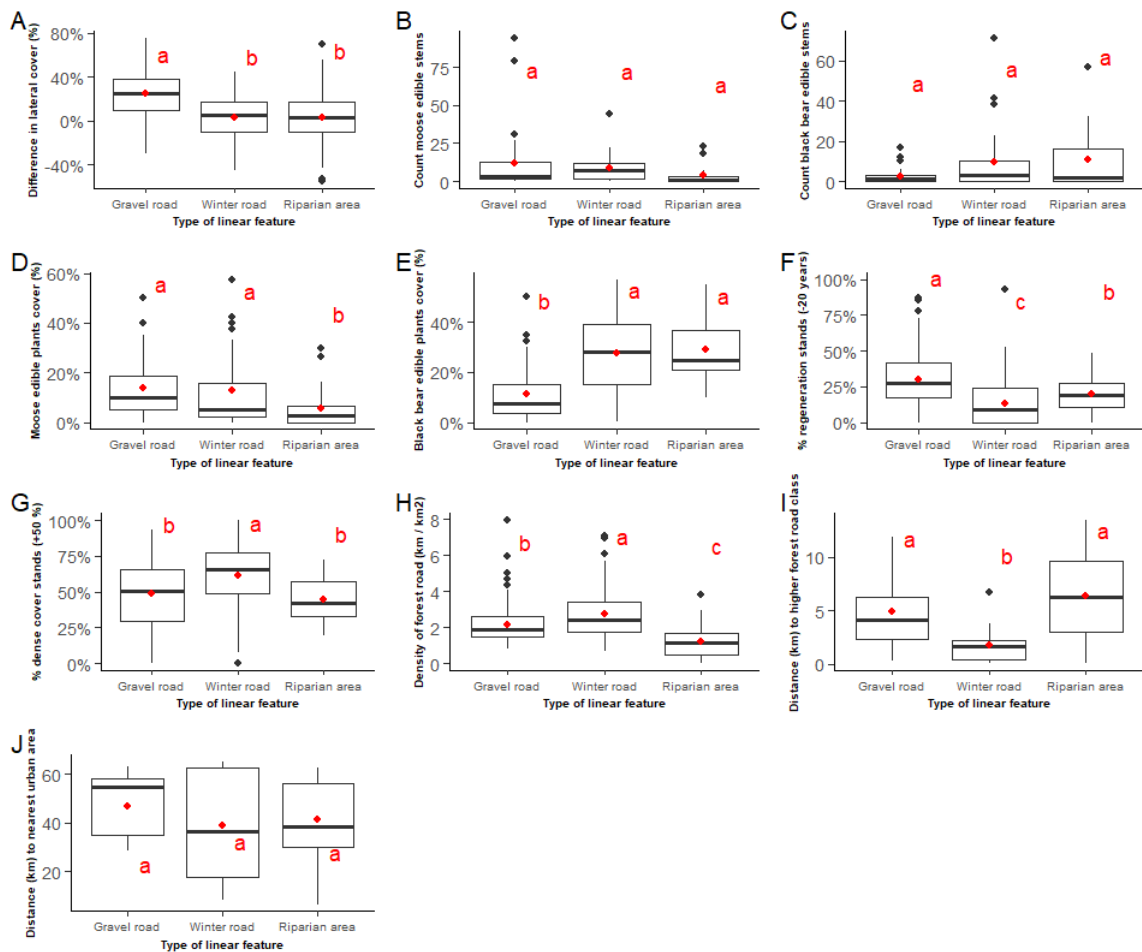 A
Difference in lateral cover (%)
80%
40%
0%
-40%
a
b
b
Gravel road
Winter road
Riparian area
Type of linear feature
B
Count moose edible stems
75
50
25
0
a
a
a
Gravel road
Winter road
Riparian area
Type of linear feature
C
Count black bear edible stems
60
40
20
0
a
a
a
Gravel road
Winter road
Riparian area
Type of linear feature
D
Moose edible plants cover (%)
60%
40%
20%
0%
a
a
b
Gravel road
Winter road
Riparian area
Type of linear feature
E
Black bear edible plants cover (%)
40%
20%
0%
b
a
a
Gravel road
Winter road
Riparian area
Type of linear feature
F
% regeneration stands (-20 years)
100%
75%
50%
25%
0%
a
c
b
Gravel road
Winter road
Riparian area
Type of linear feature
G
% dense cover stands (+50 %)
100%
75%
50%
25%
0%
b
a
b
Gravel road
Winter road
Riparian area
Type of linear feature
H
Density of forest road (km / km2)
8
6
4
2
0
b
a
c
Gravel road
Winter road
Riparian area
Type of linear feature
I
Distance (km) to higher forest road class
10
5
0
a
b
a
Gravel road
Winter road
Riparian area
Type of linear feature
J
Distance (km) to nearest urban area
60
40
20
a
a
a
Gravel road
Winter road
Riparian area
Type of linear feature